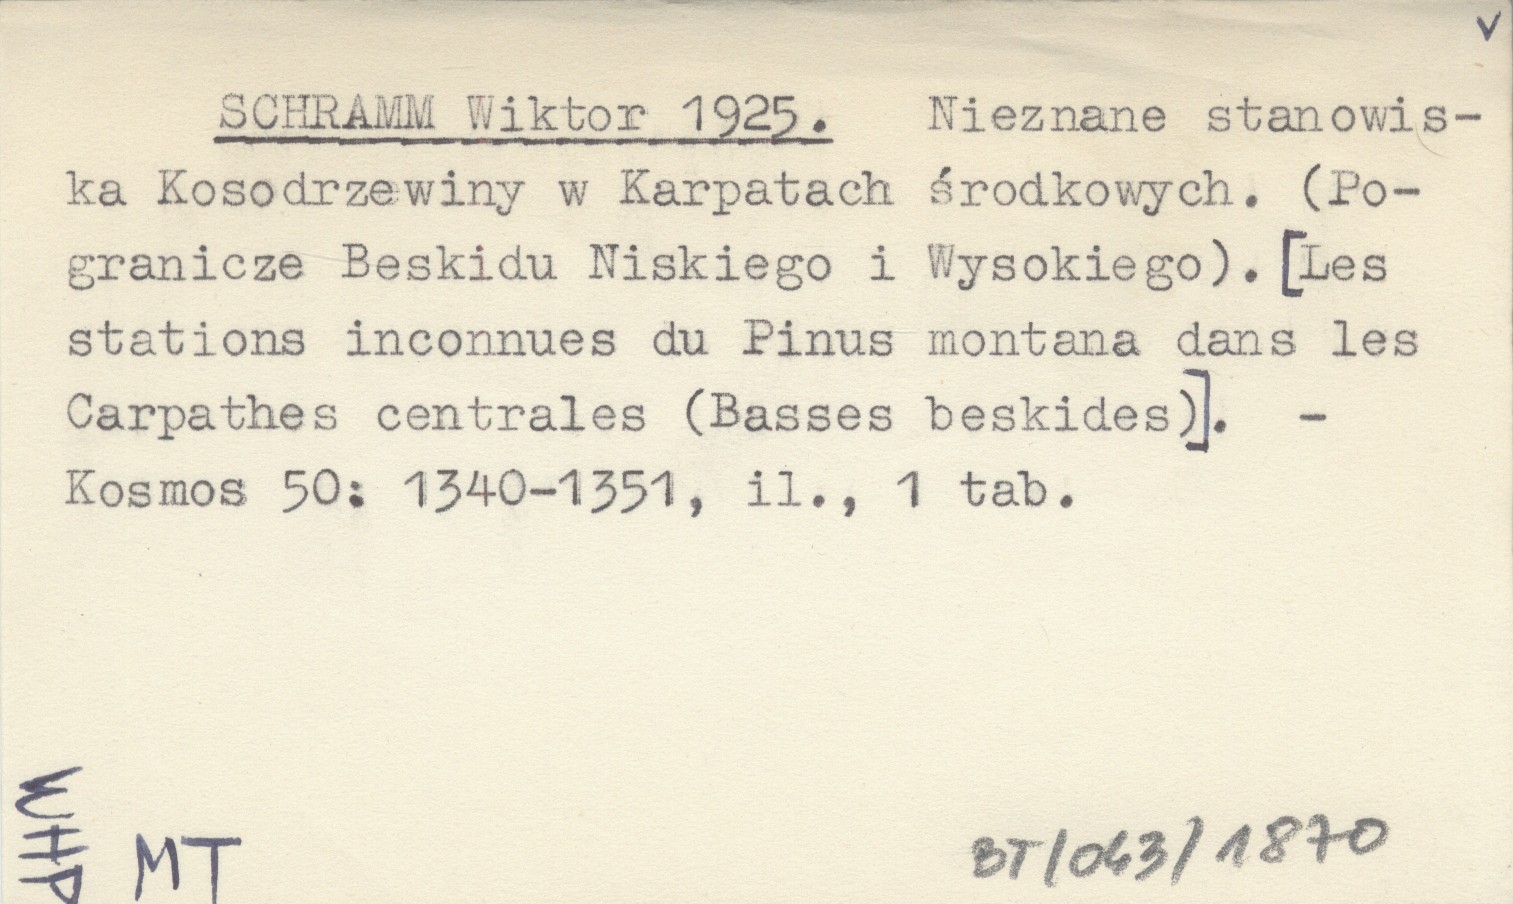 v
SCHRAMM Wiktor 1925. Nieznane stanowis-
ka Kosodrzewiny w Karpatach środkowych. (Po-
granicze Beskidu Niskiego i Wysokiego). [Les
stations inconnues du Pinus montana dans les
Carpathes centrales (Basses beskides)]. -
Kosmos 50: 1340-1351, il., 1 tab.
WHP
MT
BT/043/1870